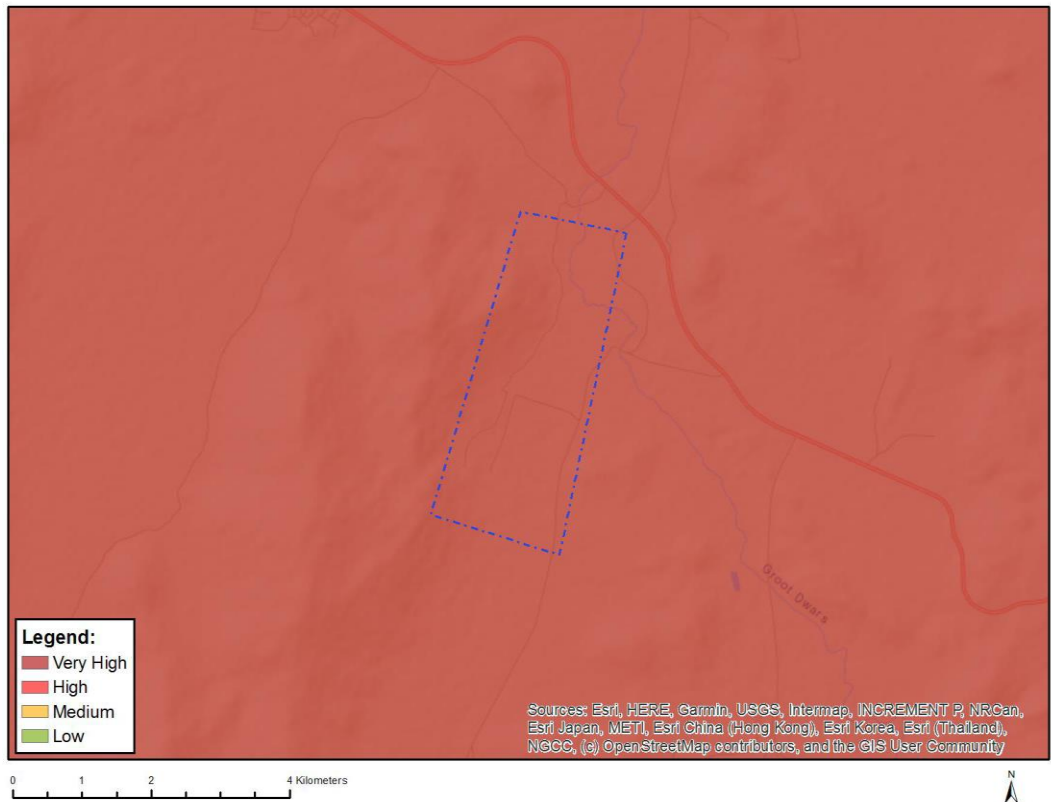 Groot Dwars
Legend:
Very High
High
Medium
Low
Sources: Esri, HERE, Garmin, USGS, Intermap, INCREMENT P, NRCan,
Esri Japan, METI, Esri China (Hong Kong), Esri Korea, Esri (Thailand),
NGCC, (c) OpenStreetMap contributors, and the GIS User Community
0 1 2 4 Kilometers
N